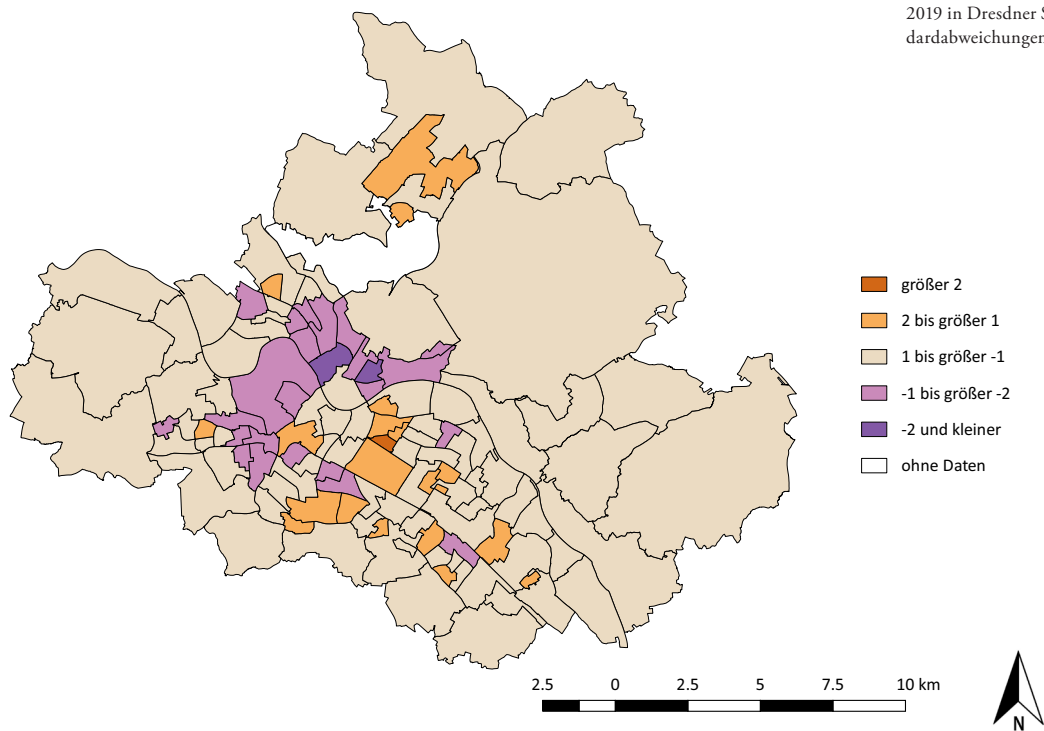 2019 in Dresdner
dardabweichungen
größer 2
2 bis größer 1
1 bis größer -1
-1 bis größer -2
-2 und kleiner
ohne Daten
2.5 0 2.5 5 7.5 10 km
N